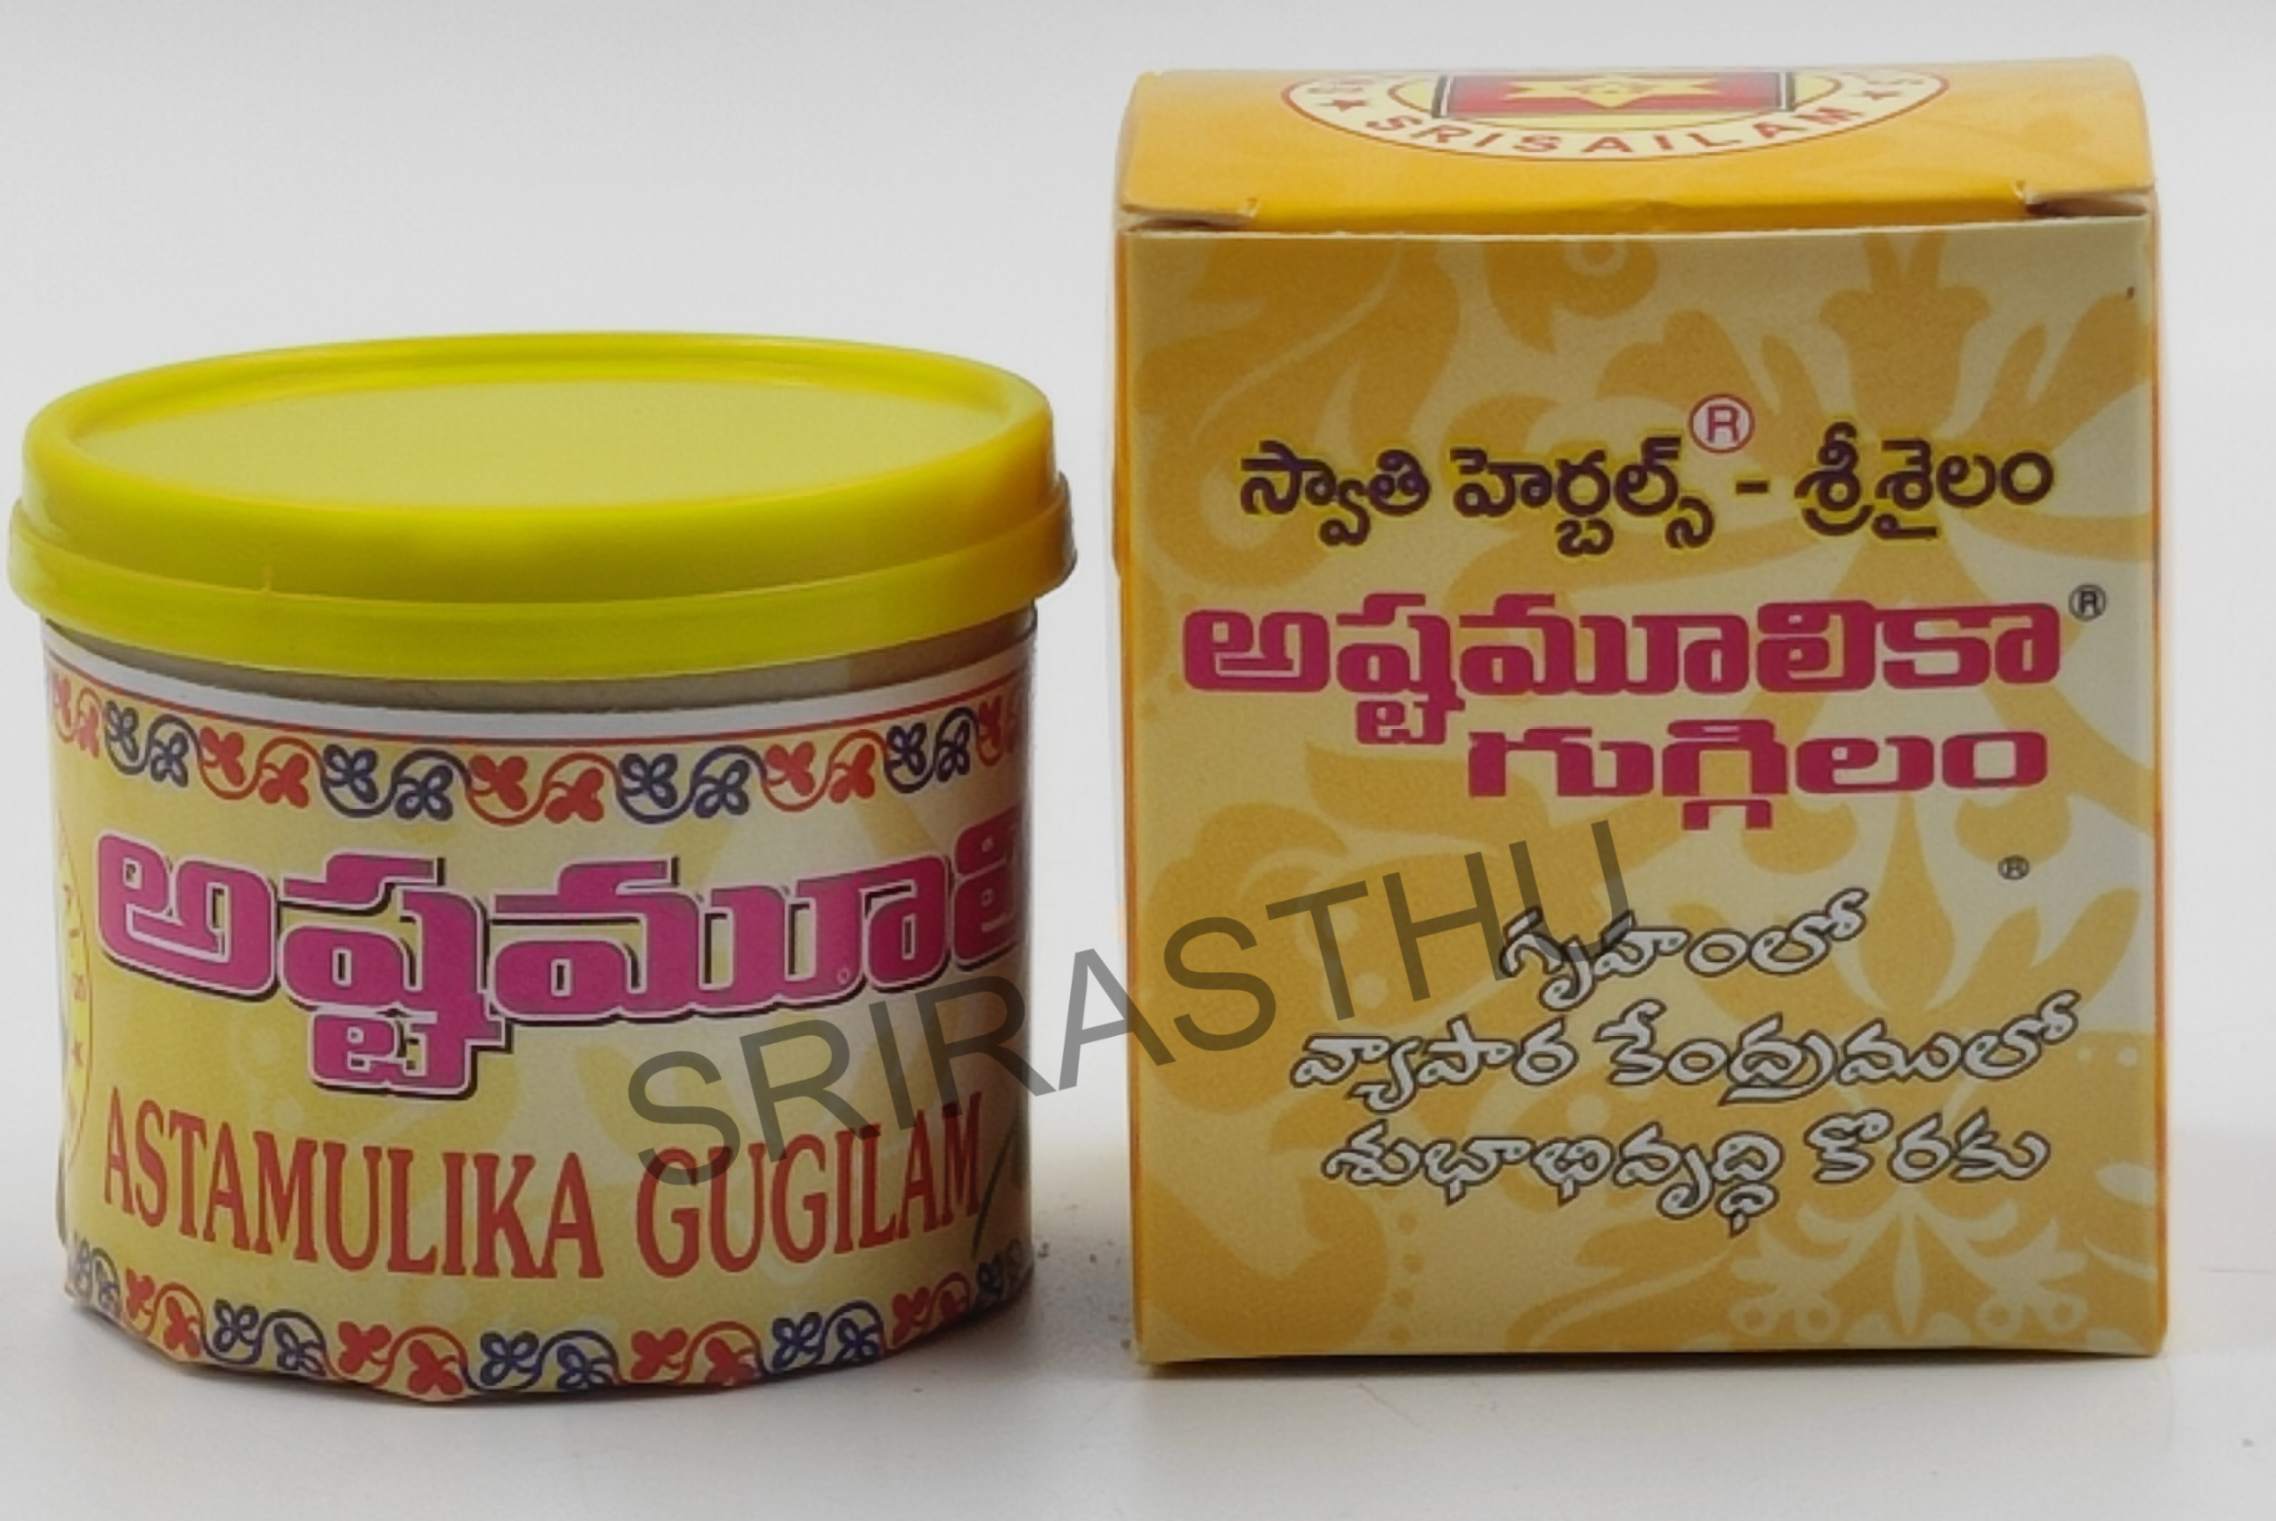 SRISAILAM
స్వాతి హెర్బల్స్® - శ్రీశైలం
అష్టమూలికా®
గుగ్గిలం
®
గృహంలో
వ్యాపార కేంద్రములో
శుభాభివృద్ధి కొరకు
అష్టమూలి
ASTAMULIKA GUGILAM
SRIRASTHU